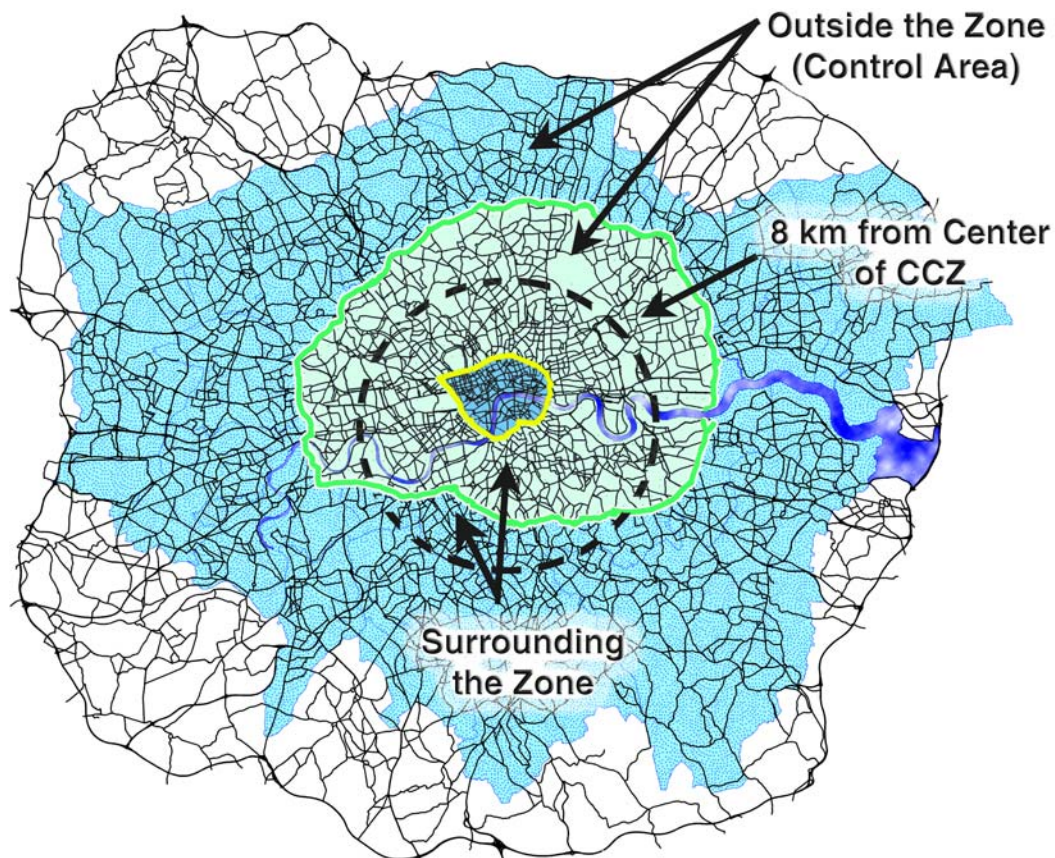 Outside the Zone
(Control Area)
8 km from Center
of CCZ
Surrounding
the Zone